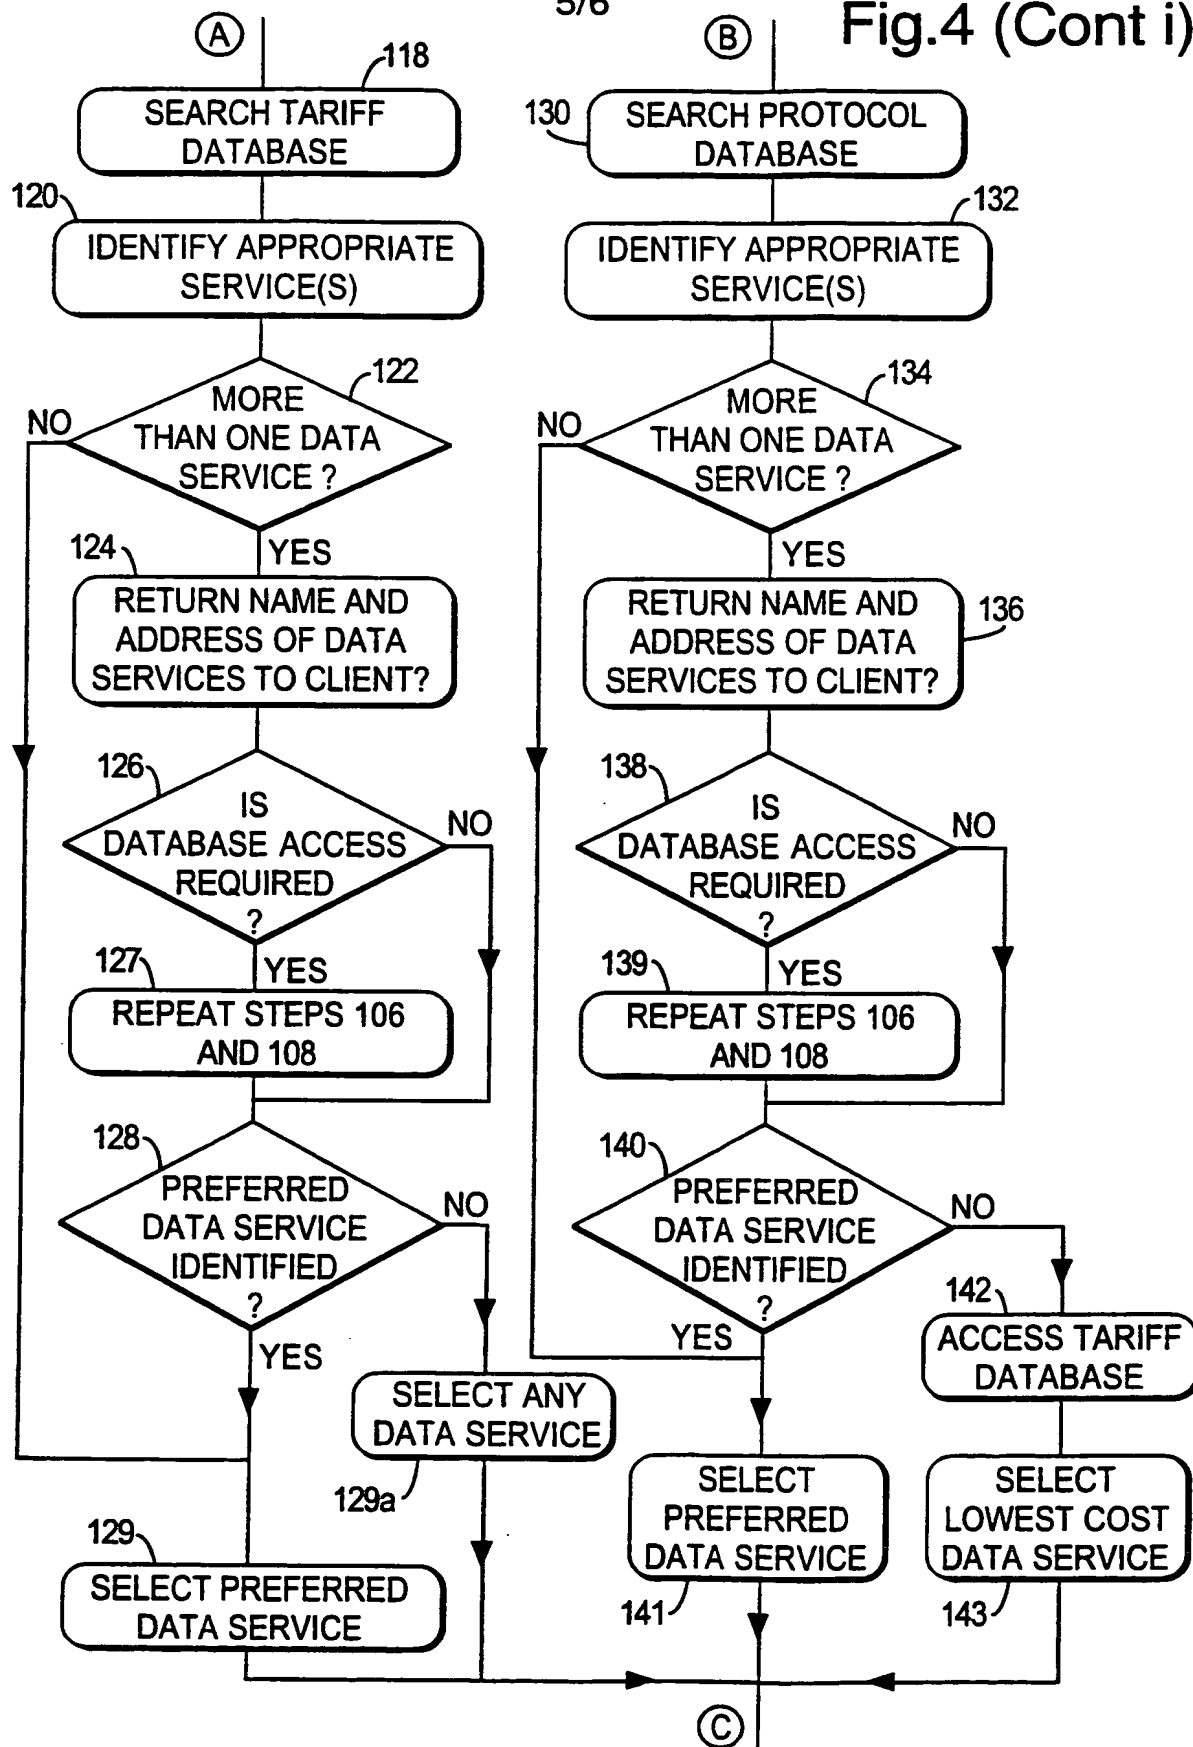 5/6
Fig.4 (Cont i)
A
118
SEARCH TARIFF
DATABASE
120
IDENTIFY APPROPRIATE
SERVICE(S)
122
MORE
THAN ONE DATA
SERVICE ?
NO
YES
124
RETURN NAME AND
ADDRESS OF DATA
SERVICES TO CLIENT?
126
IS
DATABASE ACCESS
REQUIRED
?
NO
YES
127
REPEAT STEPS 106
AND 108
128
PREFERRED
DATA SERVICE
IDENTIFIED
?
NO
YES
SELECT ANY
DATA SERVICE
129a
129
SELECT PREFERRED
DATA SERVICE
B
130
SEARCH PROTOCOL
DATABASE
132
IDENTIFY APPROPRIATE
SERVICE(S)
134
MORE
THAN ONE DATA
SERVICE ?
NO
YES
RETURN NAME AND
ADDRESS OF DATA
SERVICES TO CLIENT?
136
138
IS
DATABASE ACCESS
REQUIRED
?
NO
YES
139
REPEAT STEPS 106
AND 108
140
PREFERRED
DATA SERVICE
IDENTIFIED
?
NO
YES
142
ACCESS TARIFF
DATABASE
SELECT
PREFERRED
DATA SERVICE
141
SELECT
LOWEST COST
DATA SERVICE
143
C